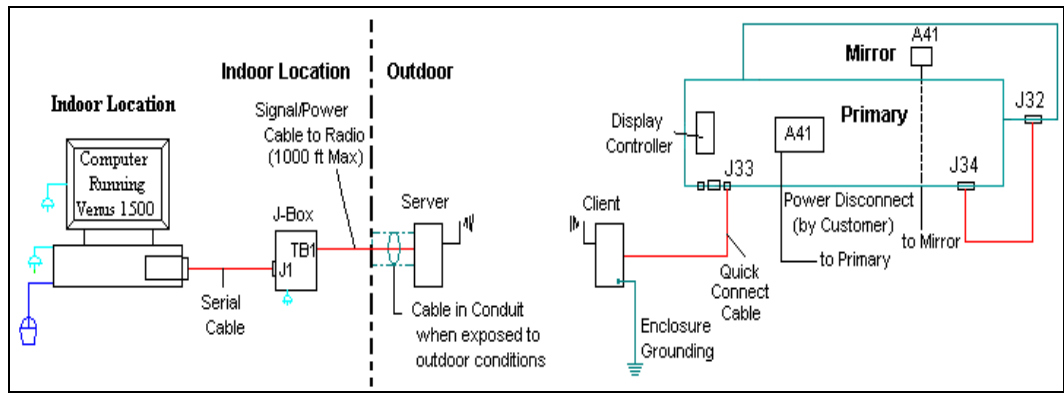 Indoor Location
Computer
Running
Venus 1500
Serial
Cable
Indoor Location
Outdoor
Signal/Power
Cable to Radio
(1000 ft Max)
J-Box
TB1
J1
Server
Cable in Conduit
when exposed to
outdoor conditions
Client
Enclosure
Grounding
Quick
Connect
Cable
Display
Controller
Mirror
A41
Primary
A41
J32
J33
J34
Power Disconnect
(by Customer)
to Mirror
to Primary